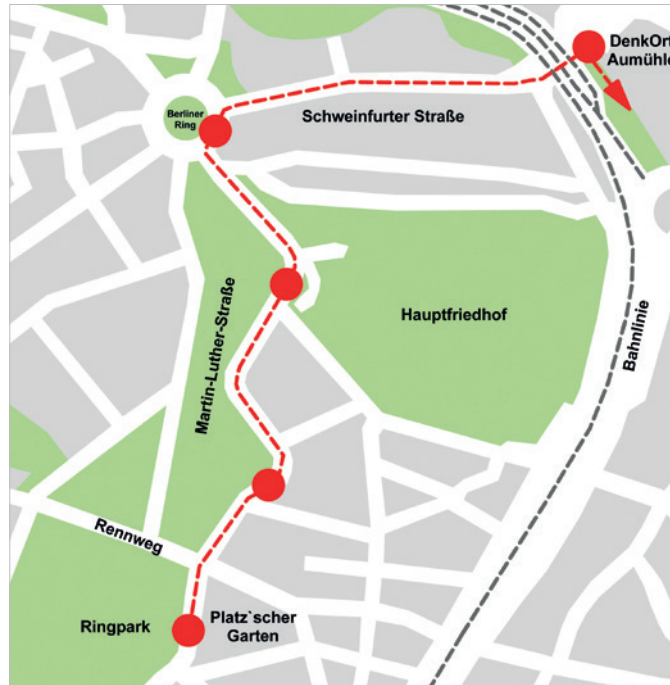 DenkOrt
Aumühle
Berliner
Ring
Schweinfurter Straße
Hauptfriedhof
Martin-Luther-Straße
Bahnlinie
Rennweg
Ringpark
Platz`scher
Garten